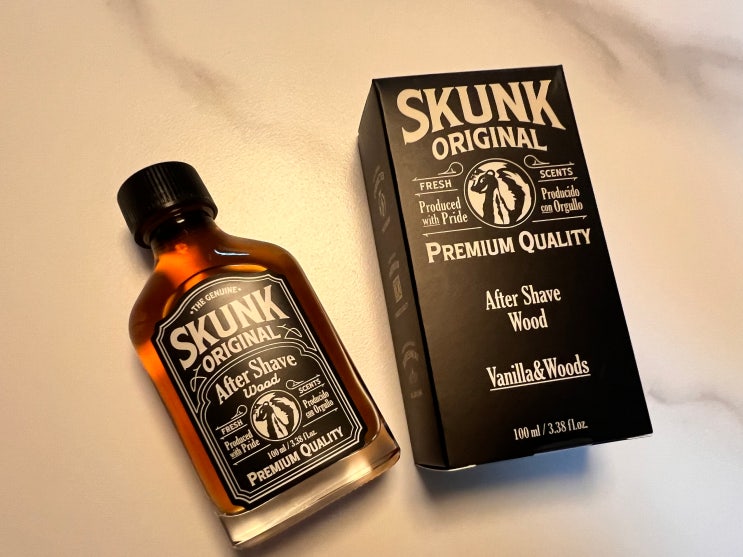 THE GENUINE
SKUNK
ORIGINAL
After Shave
Wood
FRESH
SCENTS
Produced
with Pride
Producido
con Orgullo
100 ml / 3.38 fl.oz.
PREMIUM QUALITY
SKUNK
ORIGINAL
FRESH
SCENTS
Produced
with Pride
Producido
con Orgullo
PREMIUM QUALITY
After Shave
Wood
Vanilla&Woods
100 ml / 3.38 fl.oz.